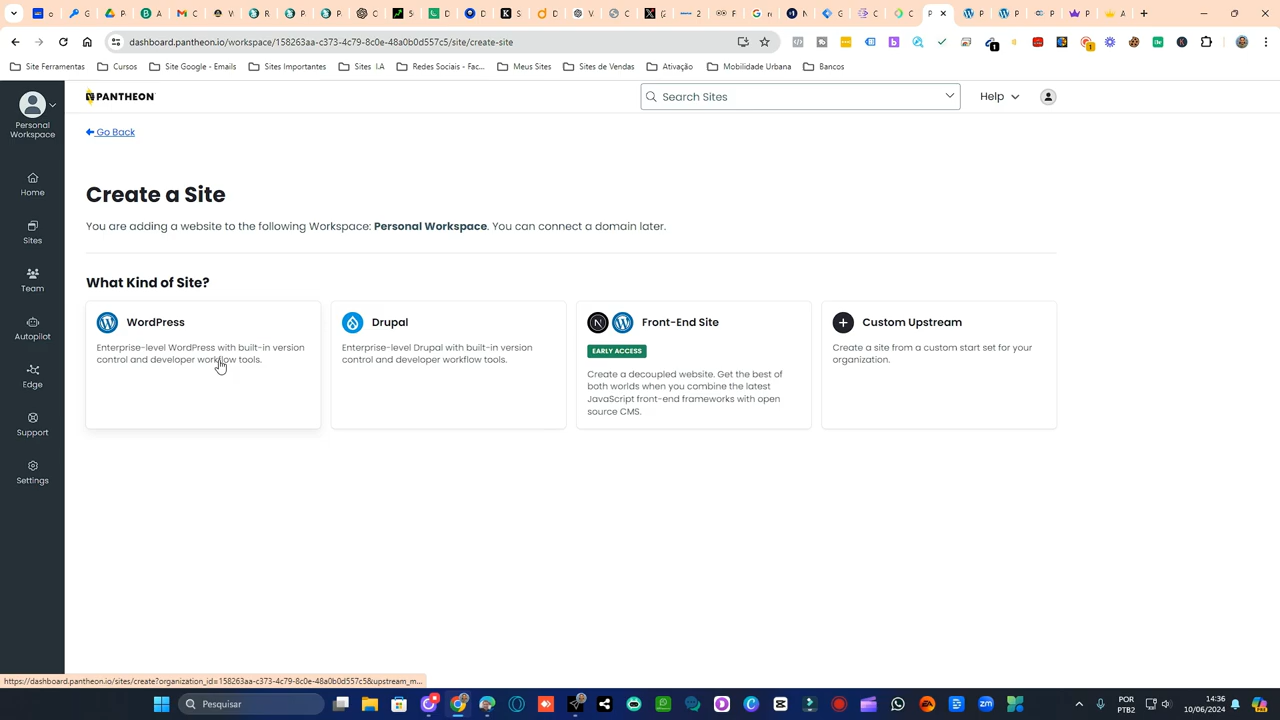 dashboard.pantheon.io/workspace/158263aa-c373-4c79-8c0e-48a0b0d557c5/site/create-site
Site Ferramentas
Cursos
Site Google - Emails
Sites Importantes
Sites I.A
Redes Sociais - Fac...
Meus Sites
Sites de Vendas
Ativação
Mobilidade Urbana
Bancos
Personal
Workspace
PANTHEON
Search Sites
Help
Go Back
Home
Sites
Team
Autopilot
Edge
Support
Settings
Create a Site
You are adding a website to the following Workspace: Personal Workspace. You can connect a domain later.
What Kind of Site?
WordPress
Enterprise-level WordPress with built-in version
control and developer workflow tools.
Drupal
Enterprise-level Drupal with built-in version
control and developer workflow tools.
Front-End Site
EARLY ACCESS
Create a decoupled website. Get the best of
both worlds when you combine the latest
JavaScript front-end frameworks with open
source CMS.
Custom Upstream
Create a site from a custom start set for your
organization.
https://dashboard.pantheon.io/sites/create?organization_id=158263aa-c373-4c79-8c0e-48a0b0d557c5&upstream_m...
Pesquisar
POR
PTB2
14:36
10/06/2024